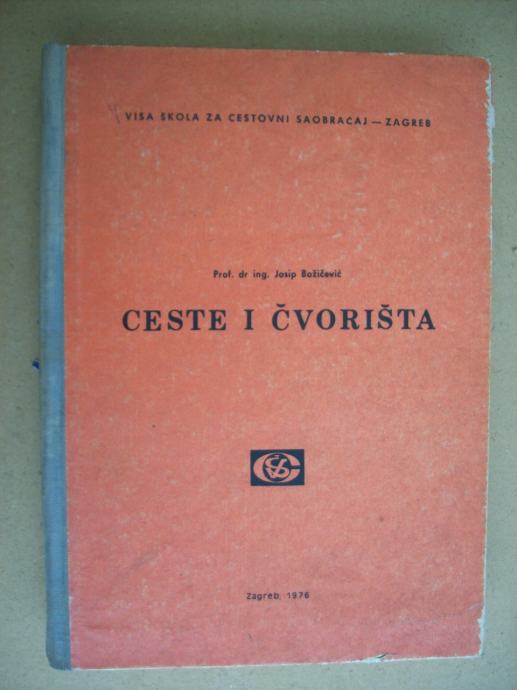 VIŠA ŠKOLA ZA CESTOVNI SAOBRAĆAJ — ZAGREB
Prof. dr ing. Josip Božičević
CESTE I ČVORIŠTA
Zagreb, 1976